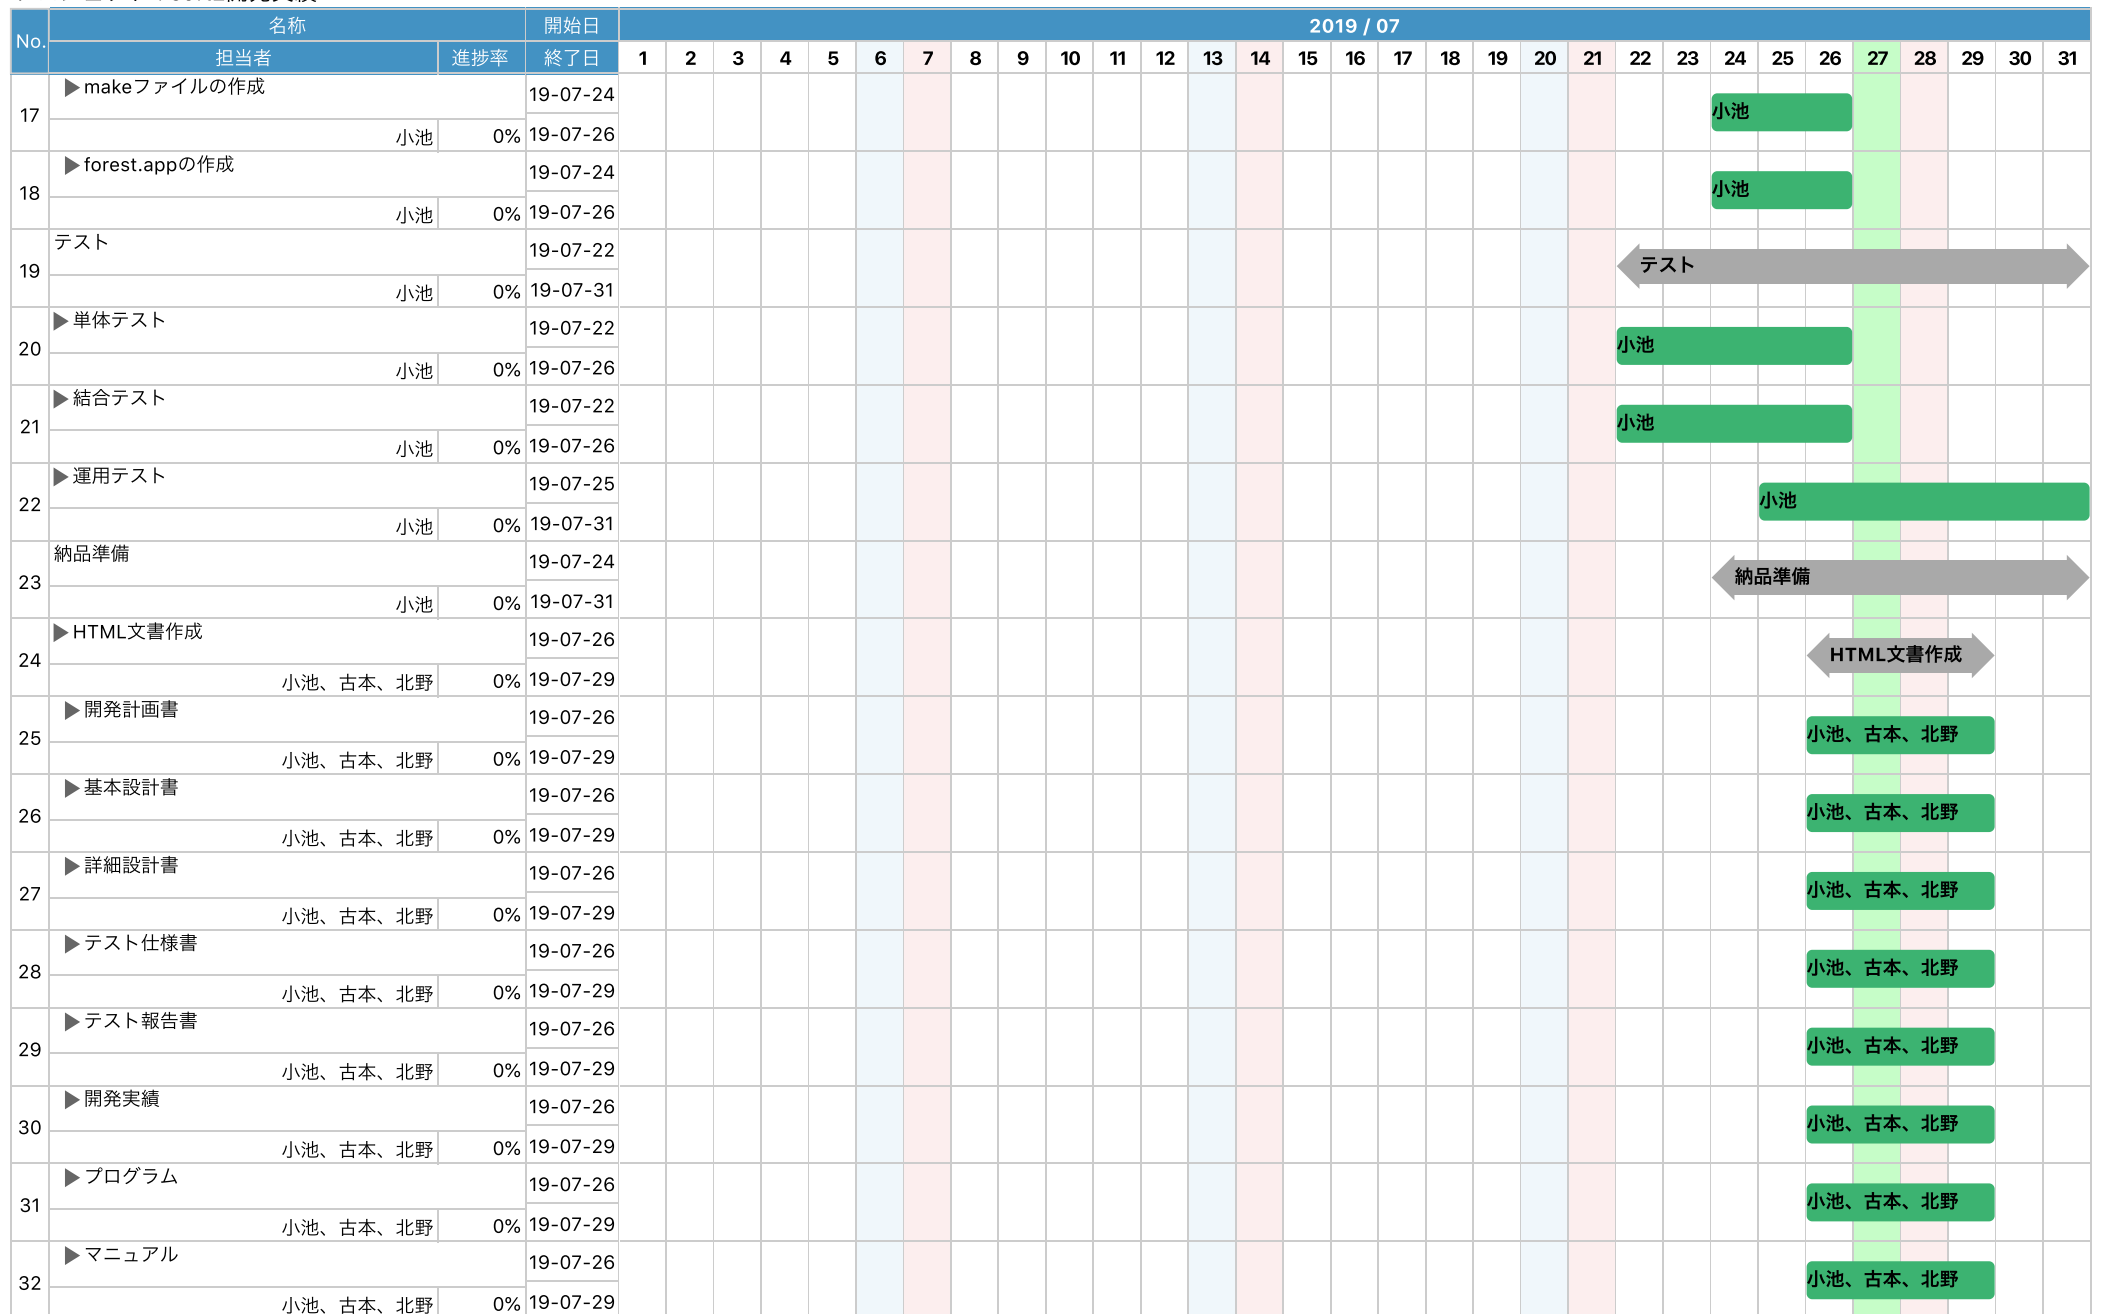 No. 名称 開始日 2019 / 07
担当者 進捗率 終了日 1 2 3 4 5 6 7 8 9 10 11 12 13 14 15 16 17 18 19 20 21 22 23 24 25 26 27 28 29 30 31
▶makeファイルの作成 19-07-24
17 小池
小池 0% 19-07-26
▶forest.appの作成 19-07-24
18 小池
小池 0% 19-07-26
テスト 19-07-22
19 テスト
小池 0% 19-07-31
▶単体テスト 19-07-22
20 小池
小池 0% 19-07-26
▶結合テスト 19-07-22
21 小池
小池 0% 19-07-26
▶運用テスト 19-07-25
22 小池
小池 0% 19-07-31
納品準備 19-07-24
23 納品準備
小池 0% 19-07-31
▶HTML文書作成 19-07-26
24 HTML文書作成
小池、古本、北野 0% 19-07-29
▶開発計画書 19-07-26
25 小池、古本、北野
小池、古本、北野 0% 19-07-29
▶基本設計書 19-07-26
26 小池、古本、北野
小池、古本、北野 0% 19-07-29
▶詳細設計書 19-07-26
27 小池、古本、北野
小池、古本、北野 0% 19-07-29
▶テスト仕様書 19-07-26
28 小池、古本、北野
小池、古本、北野 0% 19-07-29
▶テスト報告書 19-07-26
29 小池、古本、北野
小池、古本、北野 0% 19-07-29
▶開発実績 19-07-26
30 小池、古本、北野
小池、古本、北野 0% 19-07-29
▶プログラム 19-07-26
31 小池、古本、北野
小池、古本、北野 0% 19-07-29
▶マニュアル 19-07-26
32 小池、古本、北野
小池、古本、北野 0% 19-07-29